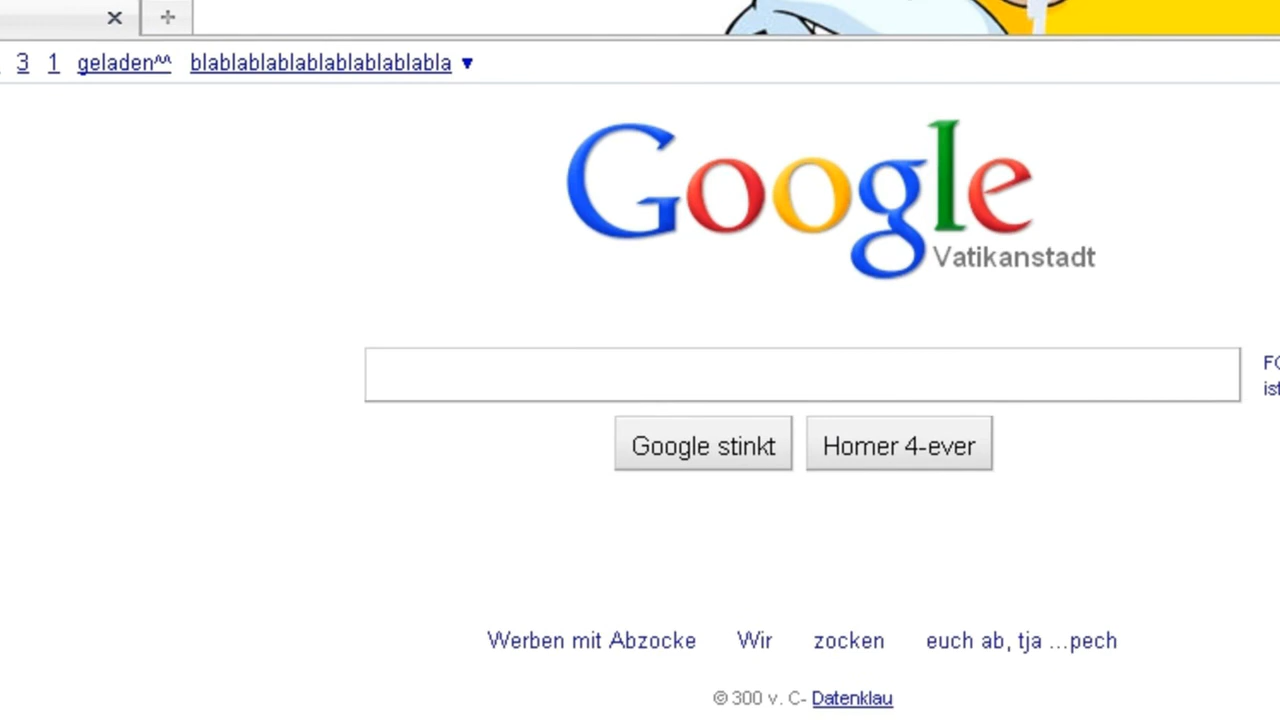 3 1 geladen^^ blablablablablablablablabla ▼
Google
Vatikanstadt
Google stinkt Homer 4-ever
Werben mit Abzocke Wir zocken euch ab, tja ...pech
© 300 v. C- Datenklau